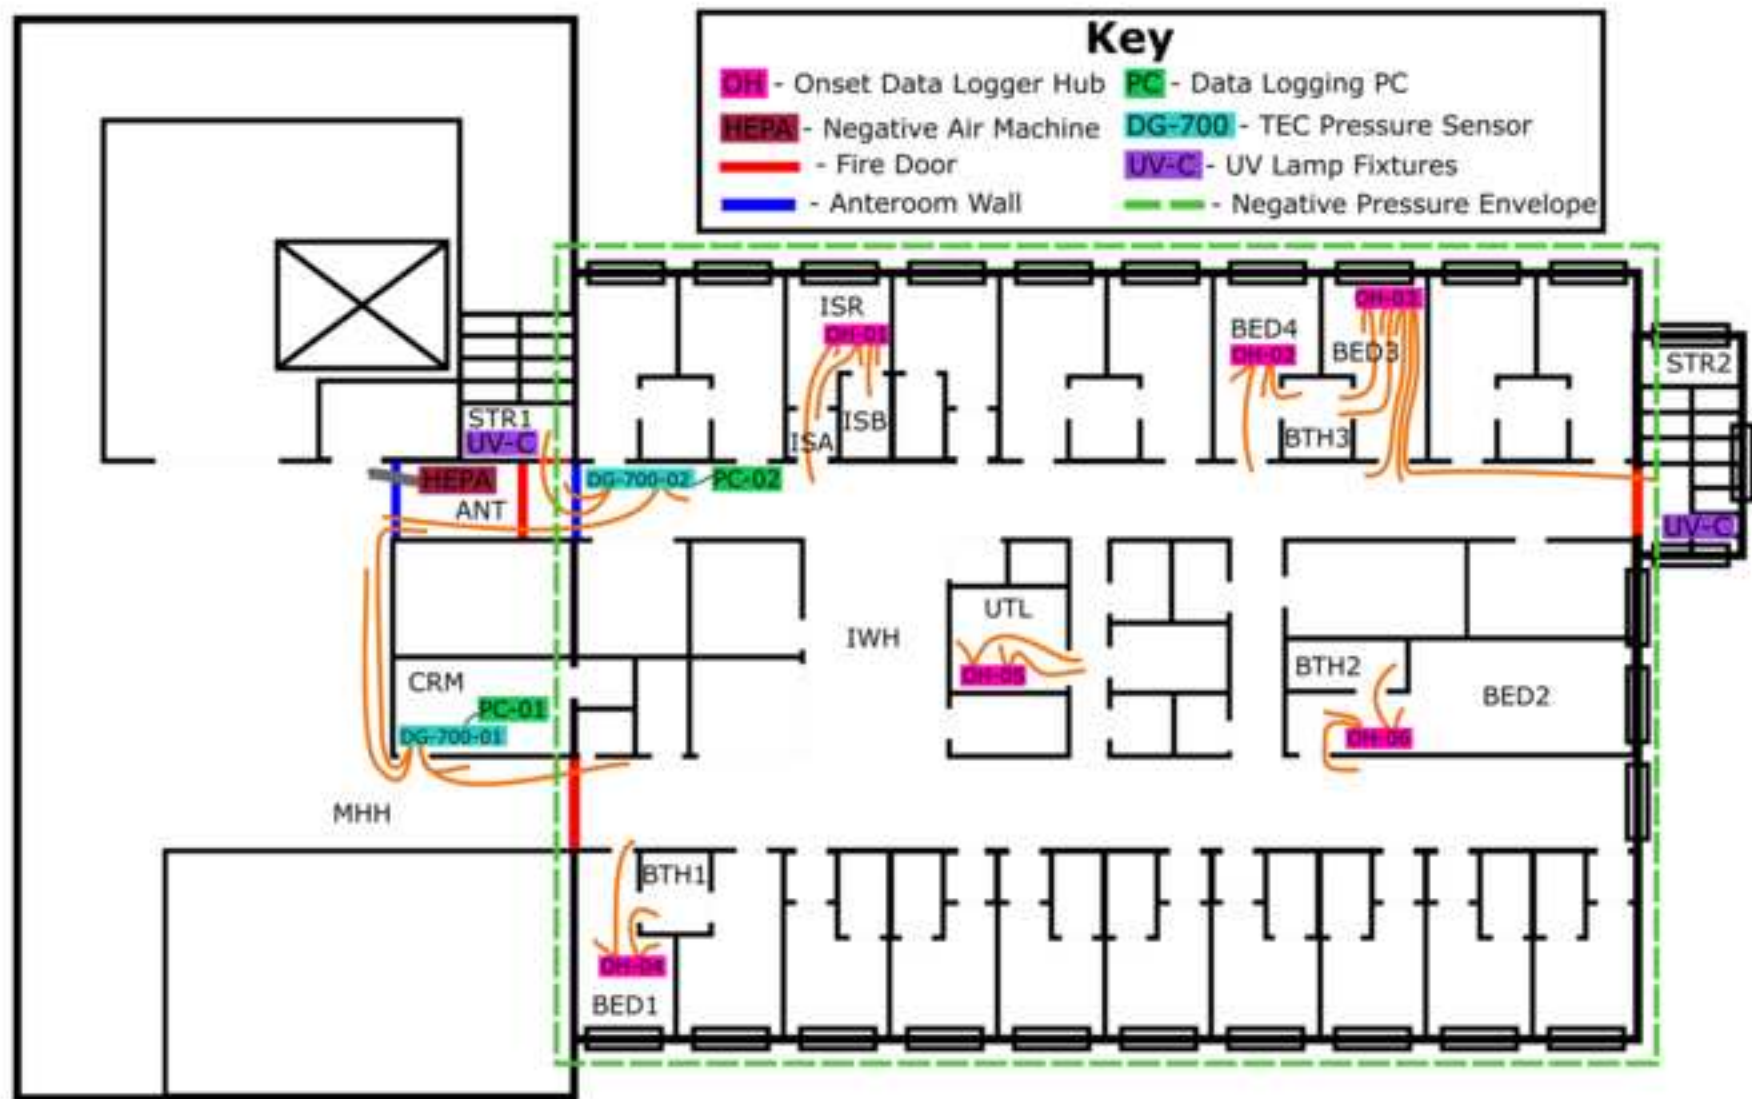 Key
OH - Onset Data Logger Hub
PC - Data Logging PC
HEPA - Negative Air Machine
DG-700 - TEC Pressure Sensor
- Fire Door
UV-C - UV Lamp Fixtures
- Anteroom Wall
- Negative Pressure Envelope
ISR
OH-01
OH-03
BED4
OH-02
BED3
STR2
STR1
UV-C
ISB
ISA
BTH3
HEPA
DG-700-02
PC-02
ANT
UV-C
UTL
IWH
OH-05
CRM
BTH2
BED2
PC-01
DG-700-01
OH-06
MHH
BTH1
OH-04
BED1